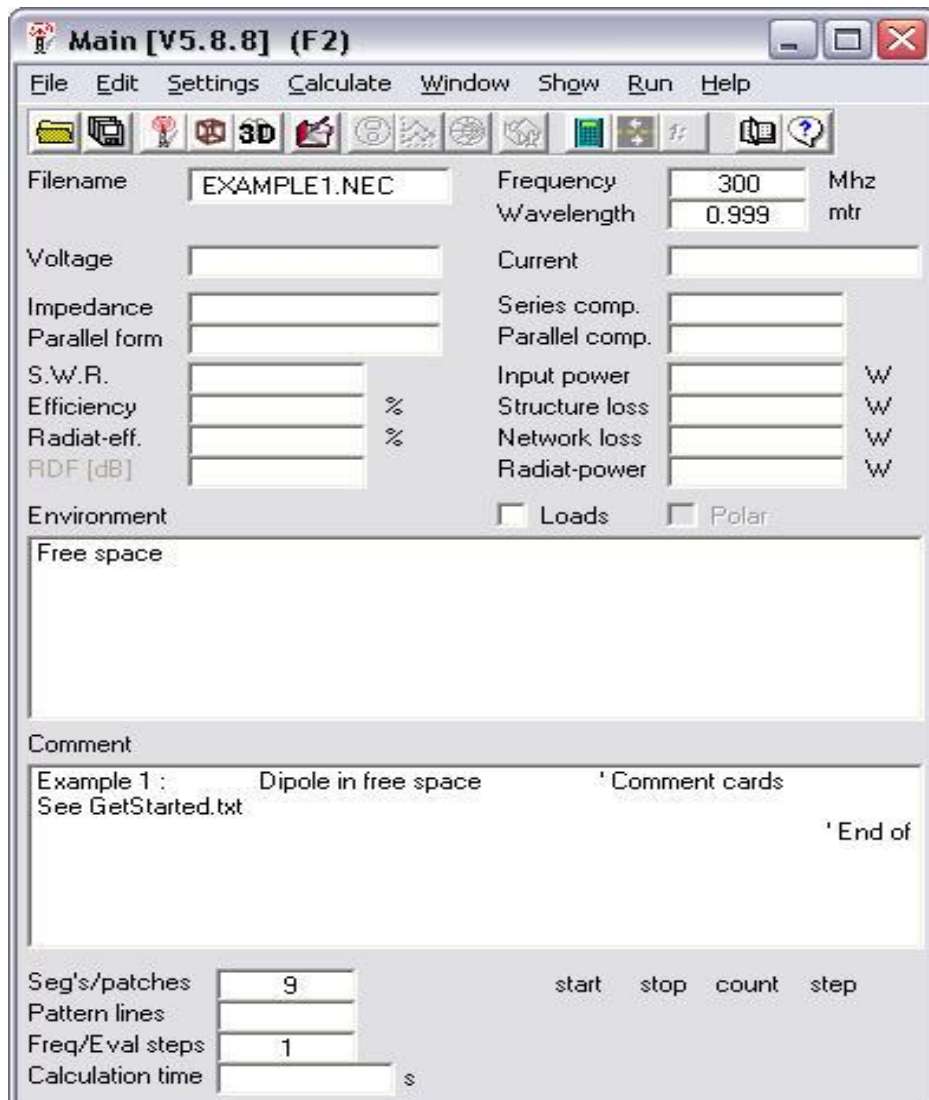 Main [V5.8.8] (F2)
File Edit Settings Calculate Window Show Run Help
3D
Filename EXAMPLE1.NEC Frequency 300 Mhz
Wavelength 0.999 mtr
Voltage Current
Impedance Series comp.
Parallel form Parallel comp.
S.W.R. Input power W
Efficiency % Structure loss W
Radiat-eff. % Network loss W
RDF [dB] Radiat-power W
Environment Loads Polar
Free space
Comment
Example 1 : Dipole in free space ' Comment cards
See GetStarted.txt
' End of
Seg's/patches 9 start stop count step
Pattern lines
Freq/Eval steps 1
Calculation time s